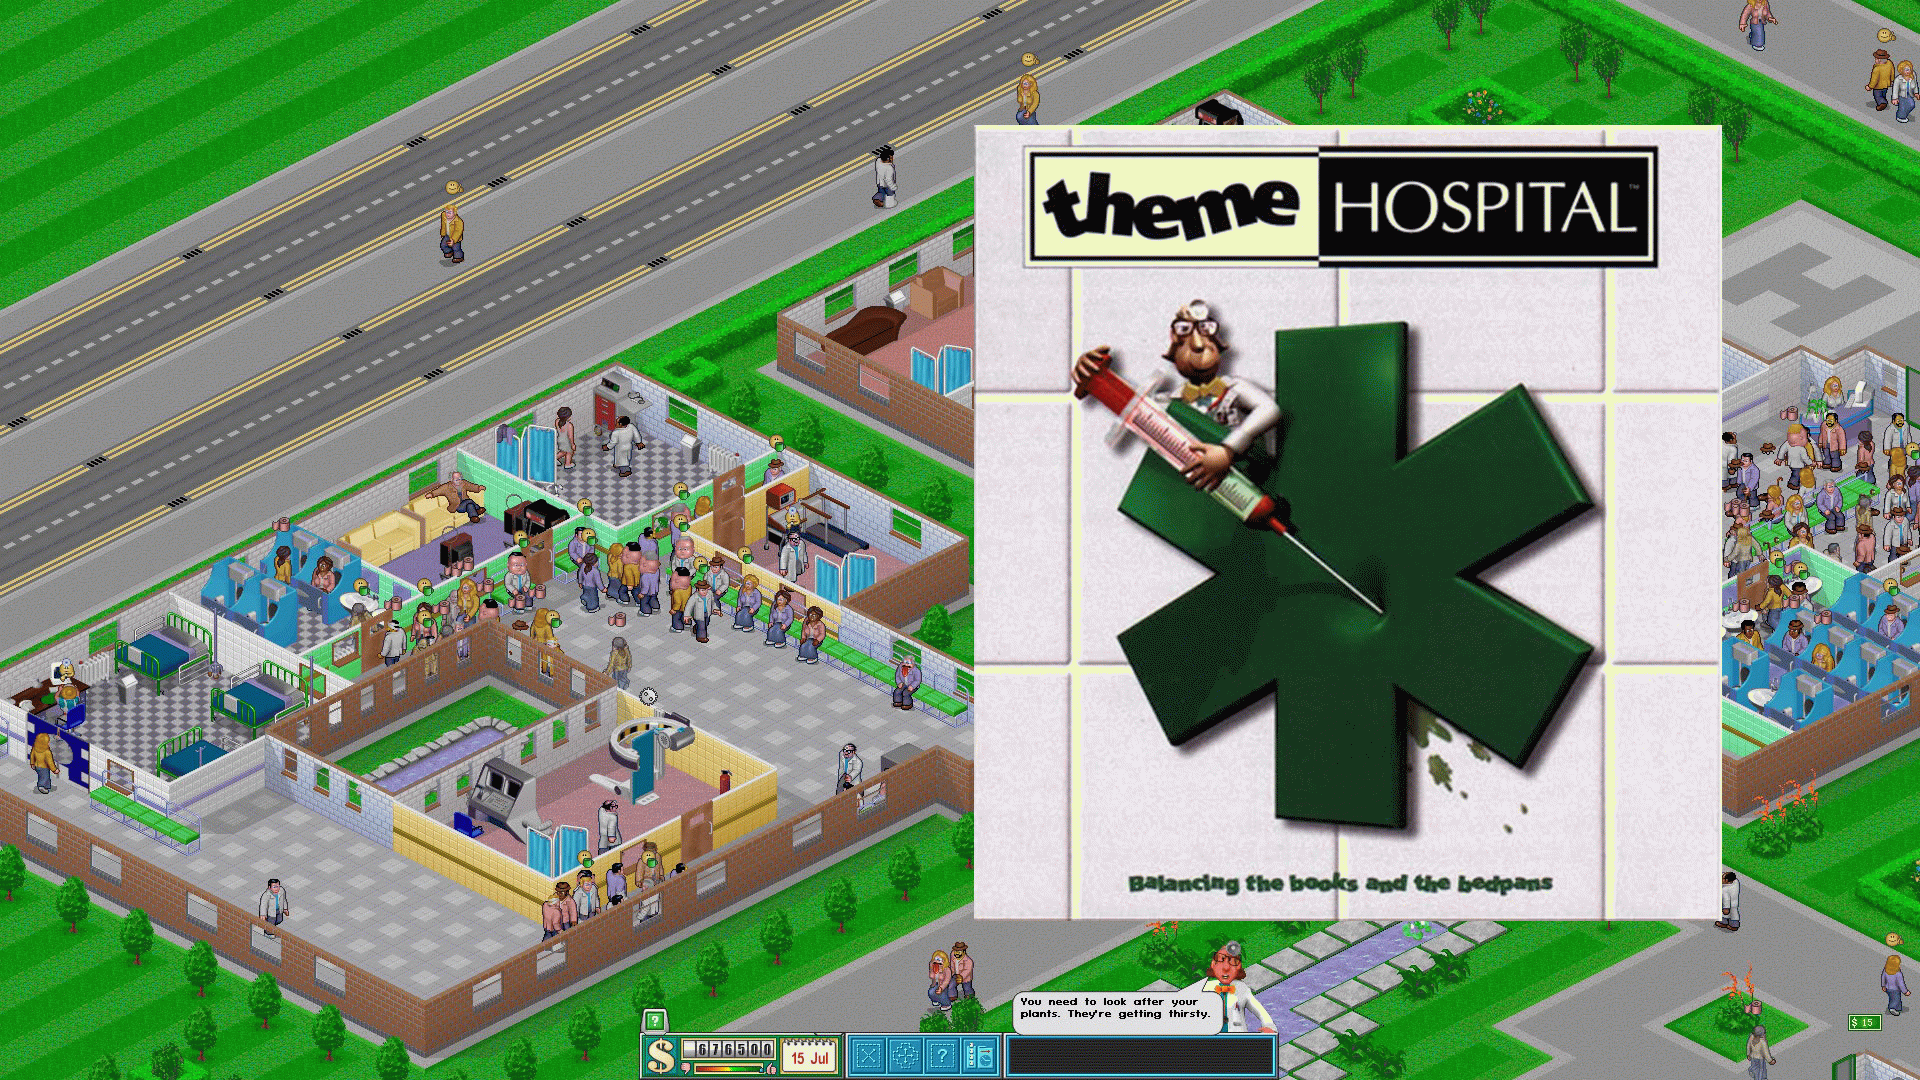 theme HOSPITAL™
Balancing the books and the bedpans
You need to look after your
plants. They're getting thirsty.
?
$ 676500
15 Jul
?
$ 15